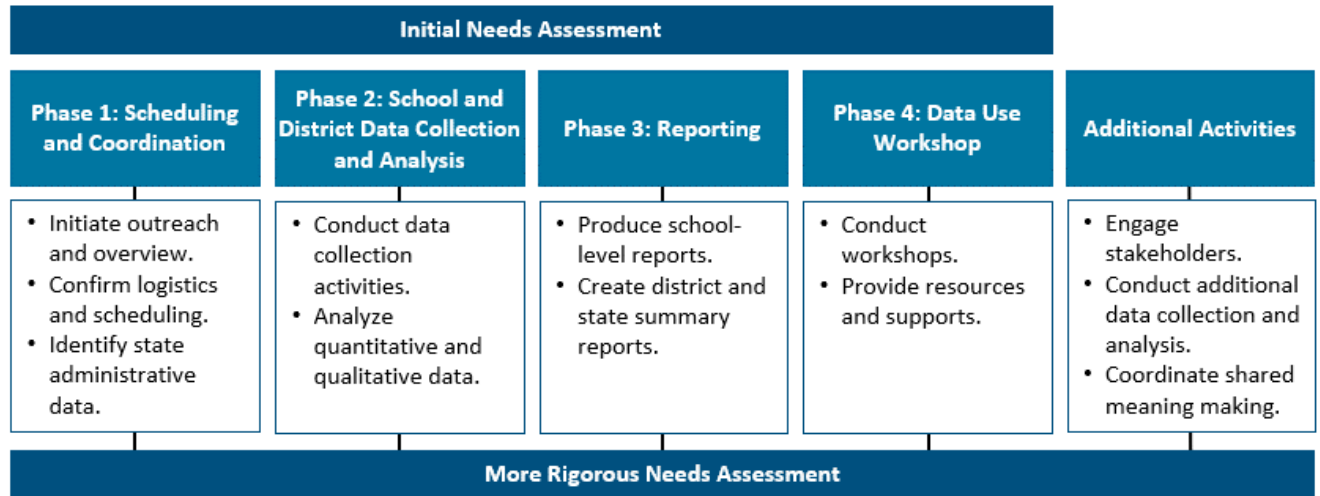 Initial Needs Assessment
Phase 1: Scheduling
and Coordination
Phase 2: School and
District Data Collection
and Analysis
Phase 3: Reporting
Phase 4: Data Use
Workshop
Additional Activities
• Initiate outreach
and overview.
• Confirm logistics
and scheduling.
• Identify state
administrative
data.
• Conduct data
collection
activities.
• Analyze
quantitative and
qualitative data.
• Produce school-
level reports.
• Create district and
state summary
reports.
• Conduct
workshops.
• Provide resources
and supports.
• Engage
stakeholders.
• Conduct additional
data collection and
analysis.
• Coordinate shared
meaning making.
More Rigorous Needs Assessment